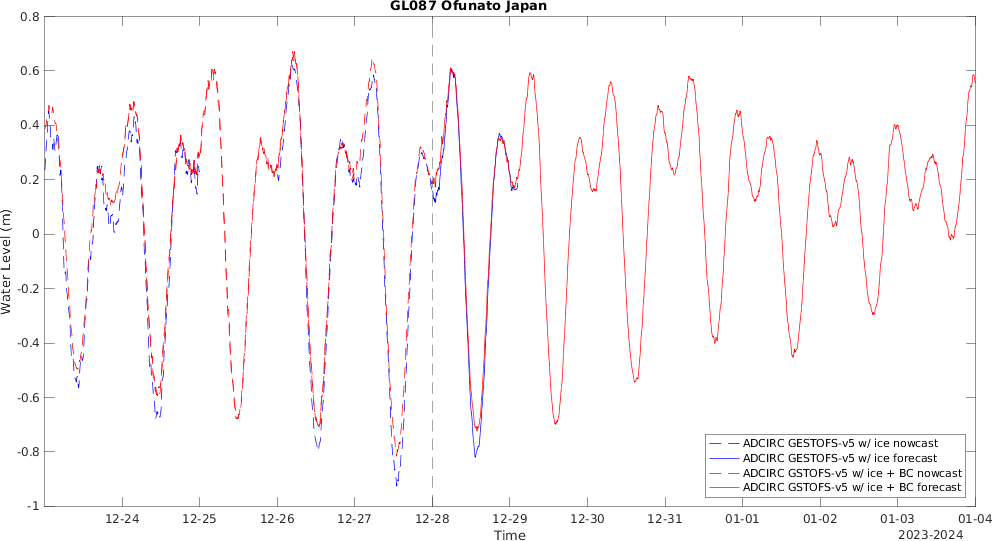 GL087 Ofunato Japan
0.8
0.6
0.4
0.2
0
-0.2
-0.4
-0.6
-0.8
-1
Water Level (m)
ADCIRC GESTOFS-v5 w/ ice nowcast
ADCIRC GESTOFS-v5 w/ ice forecast
ADCIRC GSTOFS-v5 w/ ice + BC nowcast
ADCIRC GSTOFS-v5 w/ ice + BC forecast
12-24 12-25 12-26 12-27 12-28 12-29 12-30 12-31 01-01 01-02 01-03 01-04
Time
2023-2024